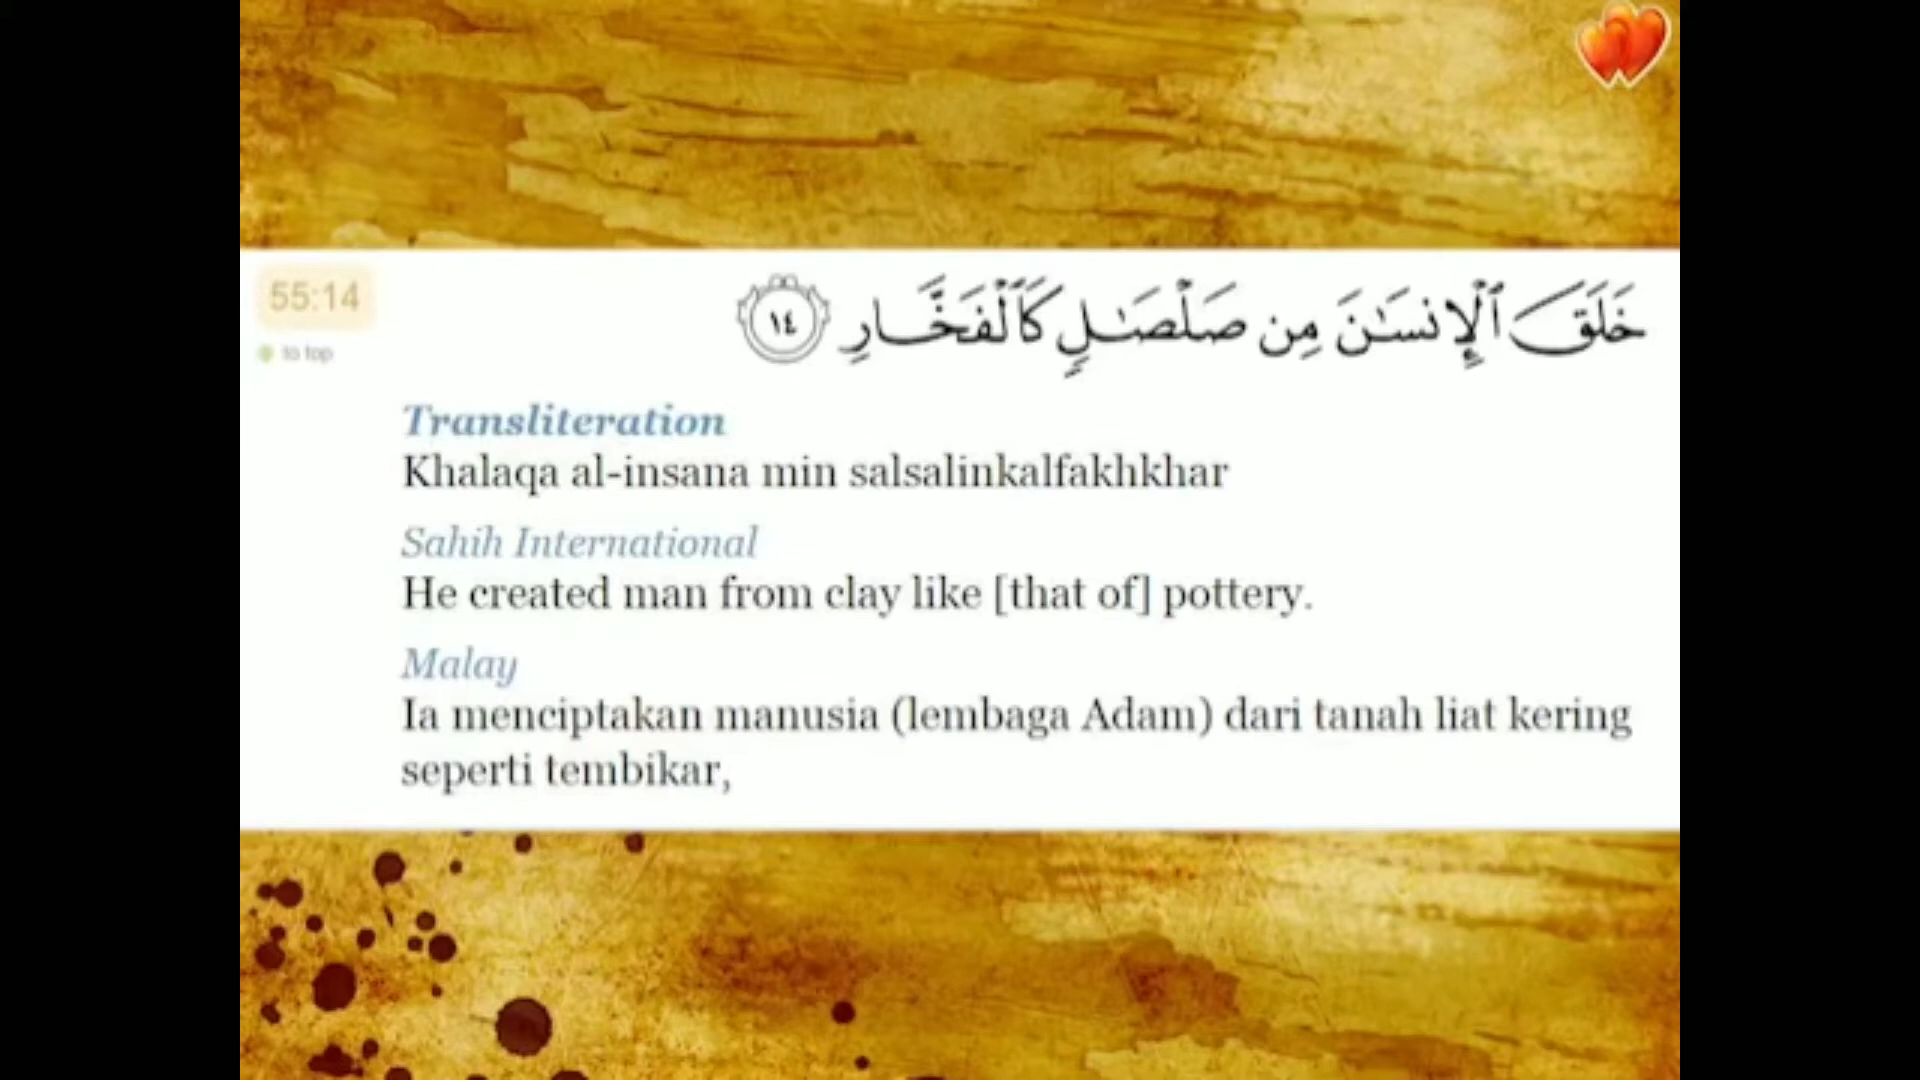 55:14
خَلَقَ ٱلْإِنسَـٰنَ مِن صَلْصَـٰلٍ كَٱلْفَخَّارِ ١٤
to top
Transliteration
Khalaqa al-insana min salsalinkalfakhkhar
Sahih International
He created man from clay like [that of] pottery.
Malay
Ia menciptakan manusia (lembaga Adam) dari tanah liat kering
seperti tembikar,